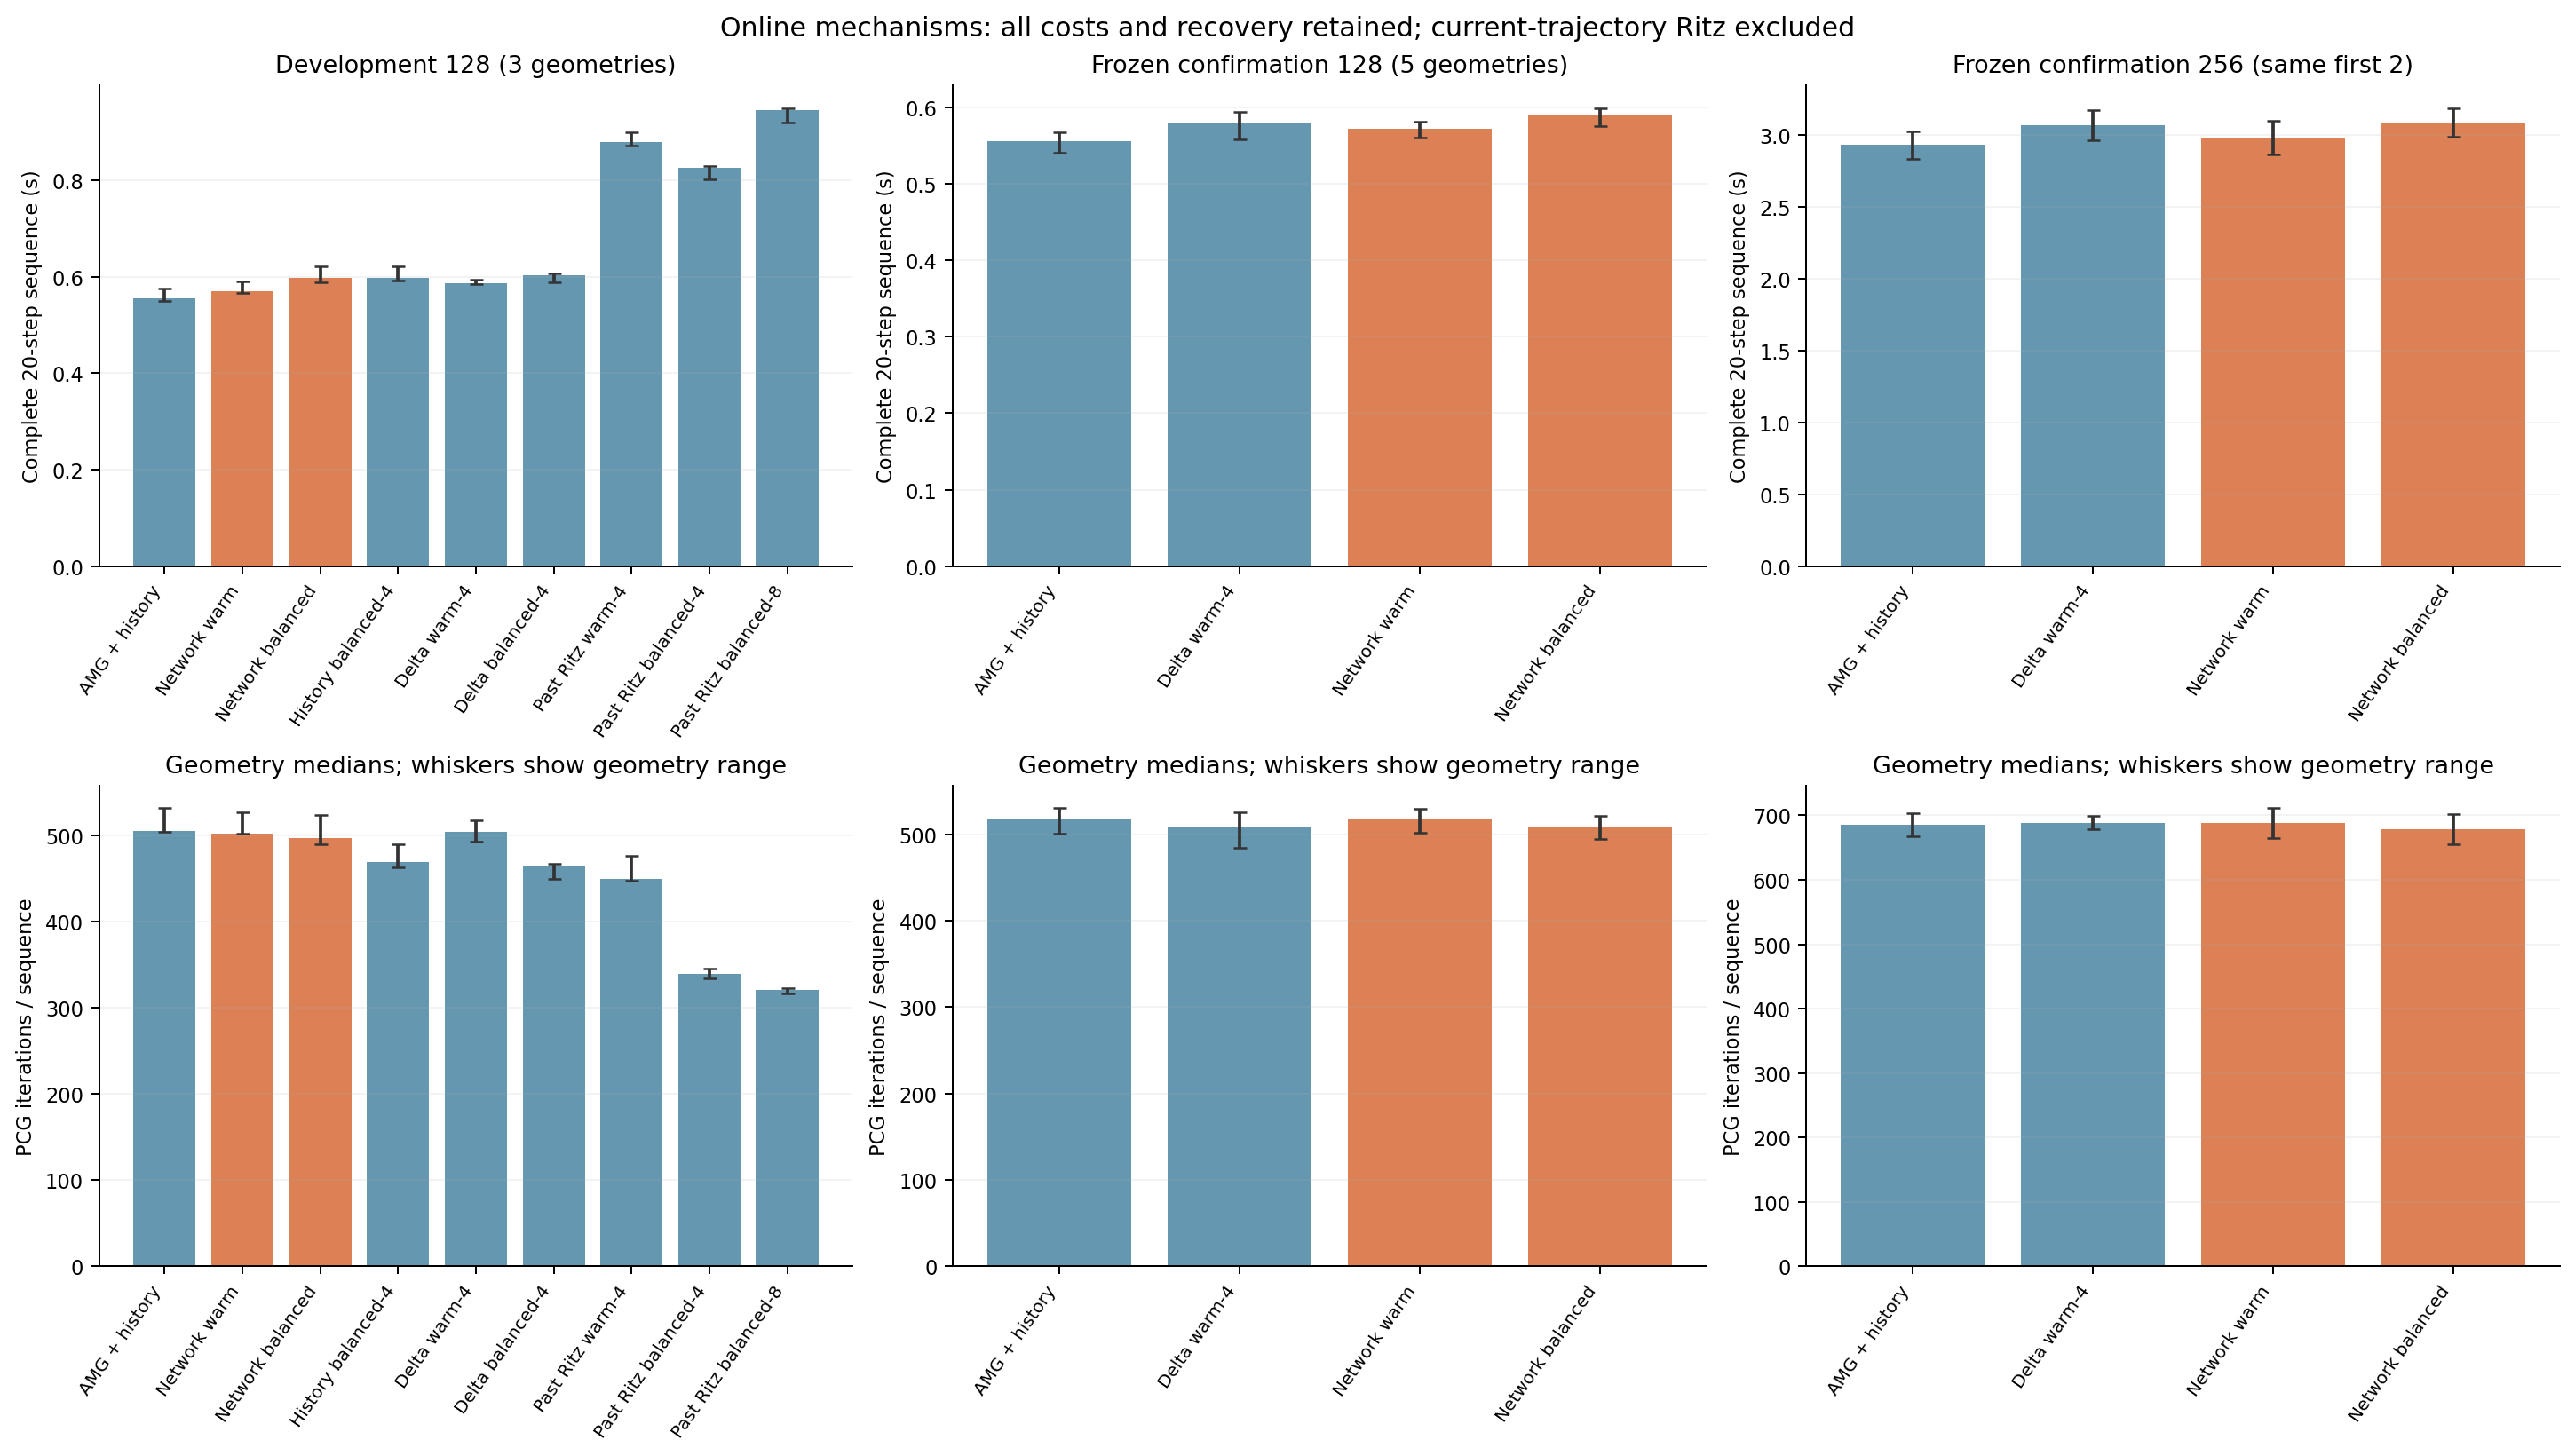 Online mechanisms: all costs and recovery retained; current-trajectory Ritz excluded
Development 128 (3 geometries)
Complete 20-step sequence (s)
0.8
0.6
0.4
0.2
0.0
AMG + history
Network warm
Network balanced
History balanced-4
Delta warm-4
Delta balanced-4
Past Ritz warm-4
Past Ritz balanced-4
Past Ritz balanced-8
Frozen confirmation 128 (5 geometries)
Complete 20-step sequence (s)
0.6
0.5
0.4
0.3
0.2
0.1
0.0
AMG + history
Delta warm-4
Network warm
Network balanced
Frozen confirmation 256 (same first 2)
Complete 20-step sequence (s)
3.0
2.5
2.0
1.5
1.0
0.5
0.0
AMG + history
Delta warm-4
Network warm
Network balanced
Geometry medians; whiskers show geometry range
PCG iterations / sequence
500
400
300
200
100
0
AMG + history
Network warm
Network balanced
History balanced-4
Delta warm-4
Delta balanced-4
Past Ritz warm-4
Past Ritz balanced-4
Past Ritz balanced-8
Geometry medians; whiskers show geometry range
PCG iterations / sequence
500
400
300
200
100
0
AMG + history
Delta warm-4
Network warm
Network balanced
Geometry medians; whiskers show geometry range
PCG iterations / sequence
700
600
500
400
300
200
100
0
AMG + history
Delta warm-4
Network warm
Network balanced